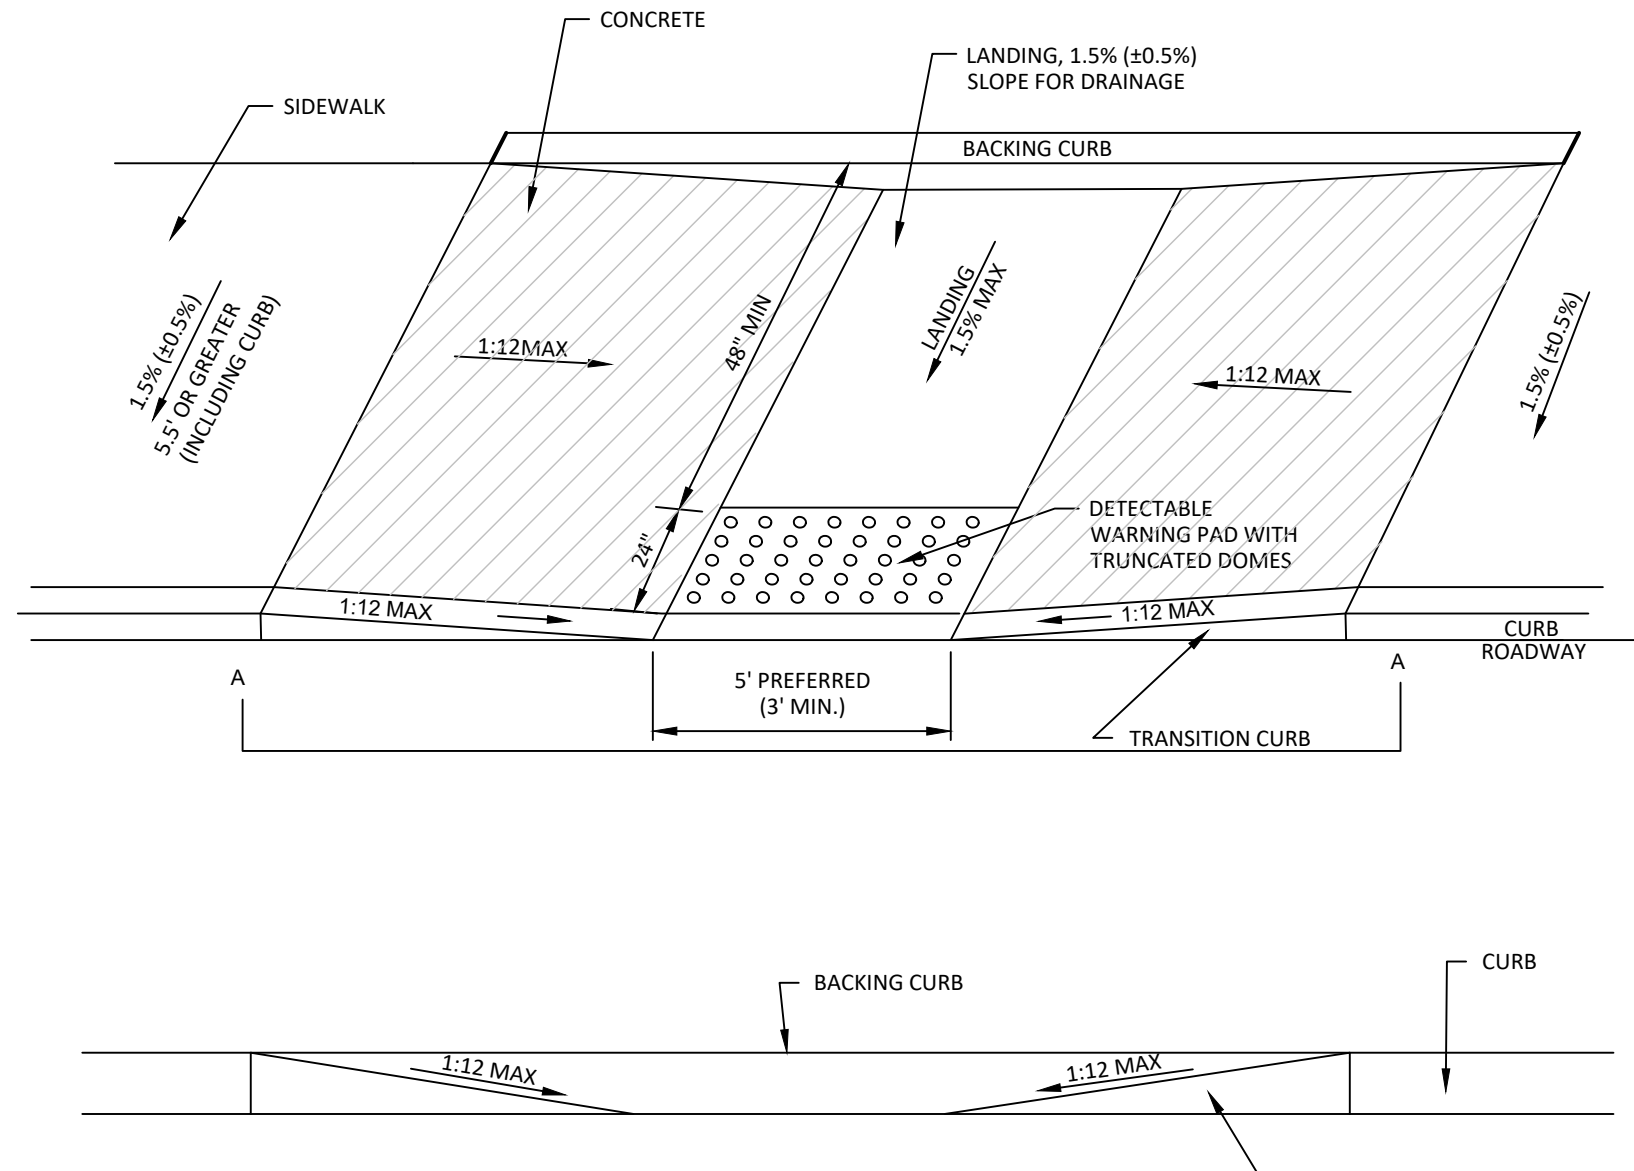 CONCRETE
LANDING, 1.5% (±0.5%)
SLOPE FOR DRAINAGE
SIDEWALK
BACKING CURB
1.5% (±0.5%)
5.5' OR GREATER
(INCLUDING CURB)
1:12MAX
48" MIN
LANDING
1.5% MAX
1:12 MAX
1.5% (±0.5%)
24"
DETECTABLE
WARNING PAD WITH
TRUNCATED DOMES
1:12 MAX
1:12 MAX
CURB
ROADWAY
A
A
5' PREFERRED
(3' MIN.)
TRANSITION CURB
BACKING CURB
CURB
1:12 MAX
1:12 MAX